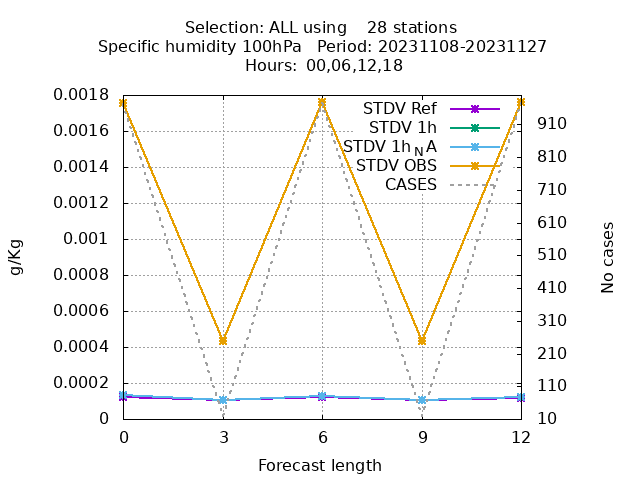 Selection: ALL using    28 stations
Specific humidity 100hPa   Period: 20231108-20231127
Hours:  00,06,12,18
STDV Ref
STDV 1h
STDV 1h_NA
STDV OBS
CASES
0.0018
0.0016
0.0014
0.0012
0.001
0.0008
0.0006
0.0004
0.0002
0
910
810
710
610
510
410
310
210
110
10
g/Kg
No cases
0 3 6 9 12
Forecast length